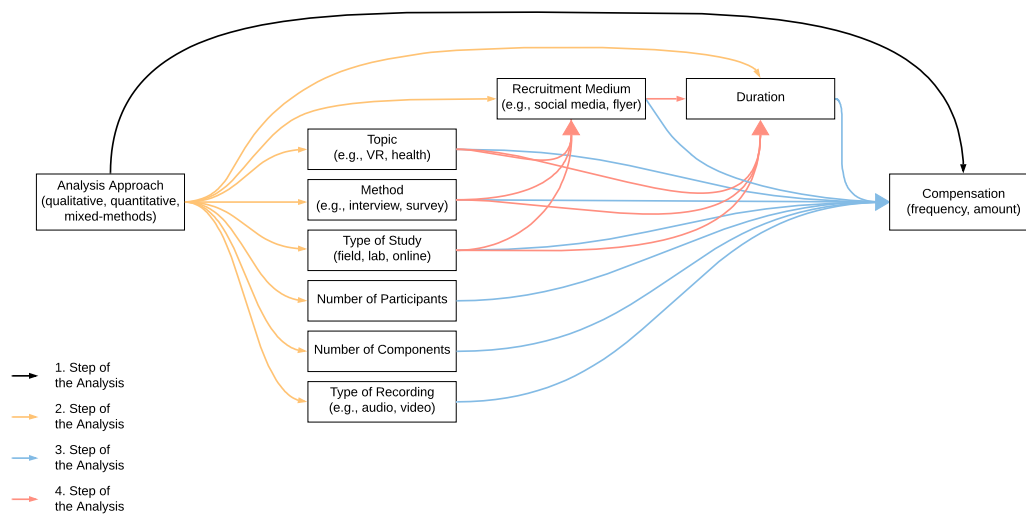 Recruitment Medium
(e.g., social media, flyer)
Duration
Topic
(e.g., VR, health)
Analysis Approach
(qualitative, quantitative,
mixed-methods)
Method
(e.g., interview, survey)
Compensation
(frequency, amount)
Type of Study
(field, lab, online)
Number of Participants
Number of Components
Type of Recording
(e.g., audio, video)
1. Step of
the Analysis
2. Step of
the Analysis
3. Step of
the Analysis
4. Step of
the Analysis